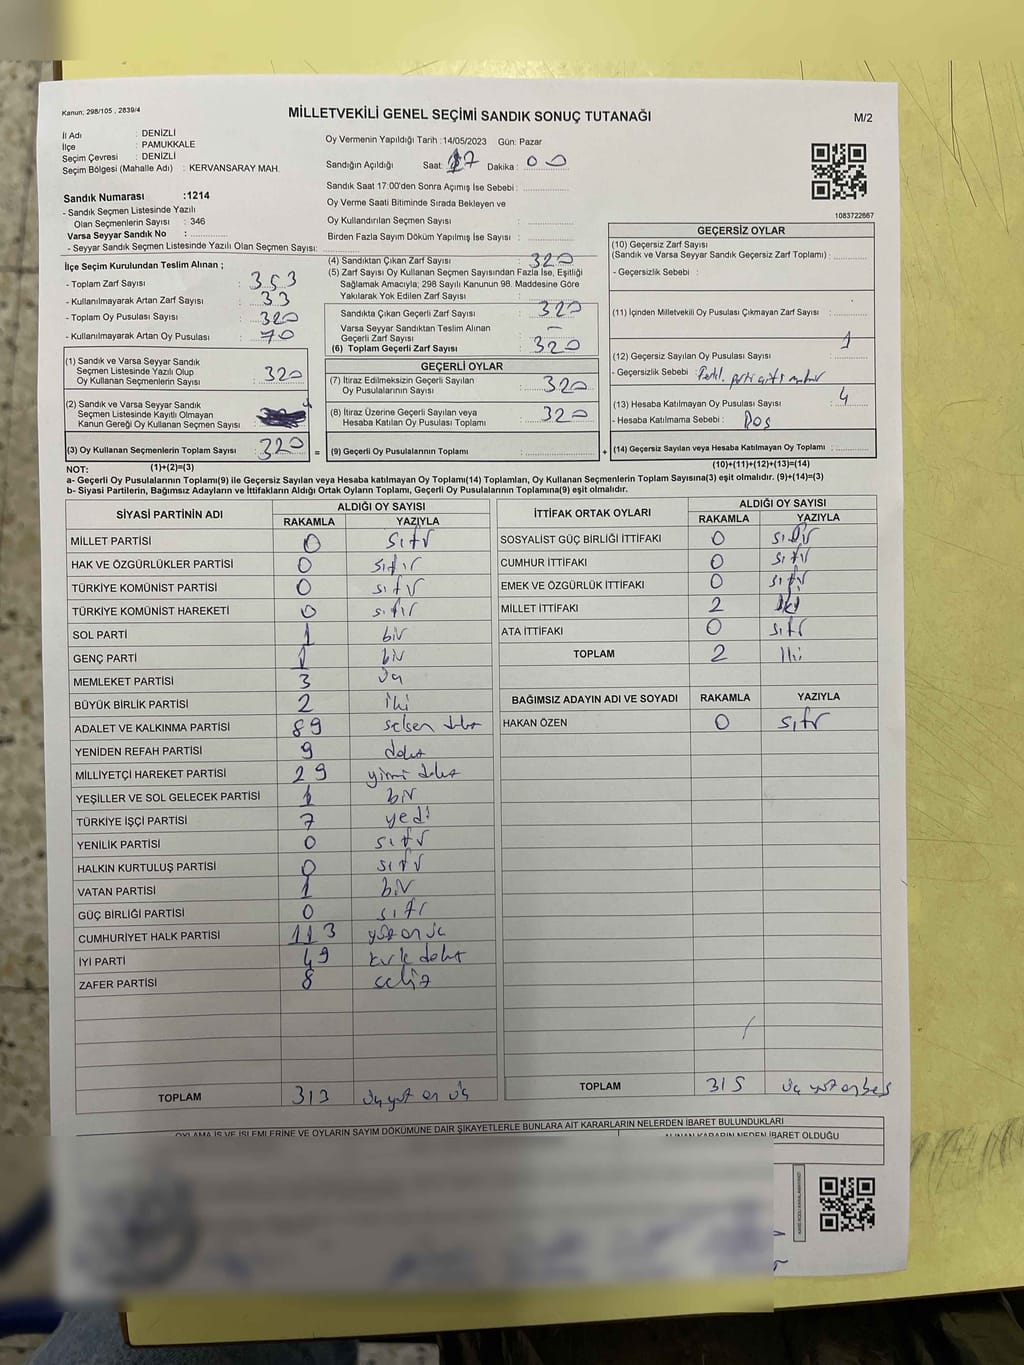 Kanun; 298/105 , 2839/4
MİLLETVEKİLİ GENEL SEÇİMİ SANDIK SONUÇ TUTANAĞI
M/2
İl Adı : DENİZLİ
İlçe : PAMUKKALE
Seçim Çevresi : DENİZLİ
Seçim Bölgesi (Mahalle Adı) : KERVANSARAY MAH.
Oy Vermenin Yapıldığı Tarih :14/05/2023 Gün: Pazar
Sandığın Açıldığı Saat: 17 Dakika : 00
Sandık Saat 17:00'den Sonra Açımış İse Sebebi :
Oy Verme Saati Bitiminde Sırada Bekleyen ve
Oy Kullandırılan Seçmen Sayısı :
Birden Fazla Sayım Döküm Yapılmış İse Sayısı :
1083722667
Sandık Numarası :1214
- Sandık Seçmen Listesinde Yazılı
Olan Seçmenlerin Sayısı : 346
Varsa Seyyar Sandık No :
- Seyyar Sandık Seçmen Listesinde Yazılı Olan Seçmen Sayısı:
İlçe Seçim Kurulundan Teslim Alınan ;
- Toplam Zarf Sayısı : 353
- Kullanılmayarak Artan Zarf Sayısı : 33
- Toplam Oy Pusulası Sayısı : 320
- Kullanılmayarak Artan Oy Pusulası : 70
(1) Sandık ve Varsa Seyyar Sandık
Seçmen Listesinde Yazılı Olup
Oy Kullanan Seçmenlerin Sayısı : 320
(2) Sandık ve Varsa Seyyar Sandık
Seçmen Listesinde Kayıtlı Olmayan
Kanun Gereği Oy Kullanan Seçmen Sayısı :
(3) Oy Kullanan Seçmenlerin Toplam Sayısı : 320 =
(4) Sandıktan Çıkan Zarf Sayısı : 320
(5) Zarf Sayısı Oy Kullanan Seçmen Sayısından Fazla İse, Eşitliği
Sağlamak Amacıyla; 298 Sayılı Kanunun 98. Maddesine Göre
Yakılarak Yok Edilen Zarf Sayısı :
Sandıkta Çıkan Geçerli Zarf Sayısı : 320
Varsa Seyyar Sandıktan Teslim Alınan
Geçerli Zarf Sayısı : –
(6) Toplam Geçerli Zarf Sayısı : 320
GEÇERLİ OYLAR
(7) İtiraz Edilmeksizin Geçerli Sayılan
Oy Pusulalarının Sayısı : 320
(8) İtiraz Üzerine Geçerli Sayılan veya
Hesaba Katılan Oy Pusulası Toplamı : 320
(9) Geçerli Oy Pusulalarının Toplamı : +
GEÇERSİZ OYLAR
(10) Geçersiz Zarf Sayısı
(Sandık ve Varsa Seyyar Sandık Geçersiz Zarf Toplamı) :
- Geçersizlik Sebebi :
(11) İçinden Milletvekili Oy Pusulası Çıkmayan Zarf Sayısı :
(12) Geçersiz Sayılan Oy Pusulası Sayısı : 1
- Geçersizlik Sebebi :
(13) Hesaba Katılmayan Oy Pusulası Sayısı : 4
- Hesaba Katılmama Sebebi : Boş
(14) Geçersiz Sayılan veya Hesaba Katılmayan Oy Toplamı :
NOT: (1)+(2)=(3) (10)+(11)+(12)+(13)=(14)
a- Geçerli Oy Pusulalarının Toplamı(9) ile Geçersiz Sayılan veya Hesaba katılmayan Oy Toplamı(14) Toplamları, Oy Kullanan Seçmenlerin Toplam Sayısına(3) eşit olmalıdır. (9)+(14)=(3)
b- Siyasi Partilerin, Bağımsız Adayların ve İttifakların Aldığı Ortak Oyların Toplamı, Geçerli Oy Pusulalarının Toplamına(9) eşit olmalıdır.
SİYASİ PARTİNİN ADI ALDIĞI OY SAYISI
RAKAMLA YAZIYLA
MİLLET PARTİSİ 0 sıfır
HAK VE ÖZGÜRLÜKLER PARTİSİ 0 sıfır
TÜRKİYE KOMÜNİST PARTİSİ 0 sıfır
TÜRKİYE KOMÜNİST HAREKETİ 0 sıfır
SOL PARTİ 1 bir
GENÇ PARTİ 1 bir
MEMLEKET PARTİSİ 3 üç
BÜYÜK BİRLİK PARTİSİ 2 iki
ADALET VE KALKINMA PARTİSİ 89 seksen dokuz
YENİDEN REFAH PARTİSİ 9 dokuz
MİLLİYETÇİ HAREKET PARTİSİ 29 yirmi dokuz
YEŞİLLER VE SOL GELECEK PARTİSİ 1 bir
TÜRKİYE İŞÇİ PARTİSİ 7 yedi
YENİLİK PARTİSİ 0 sıfır
HALKIN KURTULUŞ PARTİSİ 0 sıfır
VATAN PARTİSİ 1 bir
GÜÇ BİRLİĞİ PARTİSİ 0 sıfır
CUMHURİYET HALK PARTİSİ 113 yüz on üç
İYİ PARTİ 49 kırk dokuz
ZAFER PARTİSİ 8 sekiz
TOPLAM 313 üç yüz on üç
İTTİFAK ORTAK OYLARI ALDIĞI OY SAYISI
RAKAMLA YAZIYLA
SOSYALİST GÜÇ BİRLİĞİ İTTİFAKI 0 sıfır
CUMHUR İTTİFAKI 0 sıfır
EMEK VE ÖZGÜRLÜK İTTİFAKI 0 sıfır
MİLLET İTTİFAKI 2 iki
ATA İTTİFAKI 0 sıfır
TOPLAM 2 iki
BAĞIMSIZ ADAYIN ADI VE SOYADI RAKAMLA YAZIYLA
HAKAN ÖZEN 0 sıfır
TOPLAM 315 üç yüz on beş
OYLAMA İŞ VE İŞLEMLERİNE VE OYLARIN SAYIM DÖKÜMÜNE DAİR ŞİKAYETLERLE BUNLARA AİT KARARLARIN NELERDEN İBARET BULUNDUKLARI
ALINAN KARARIN NEDEN İBARET OLDUĞU